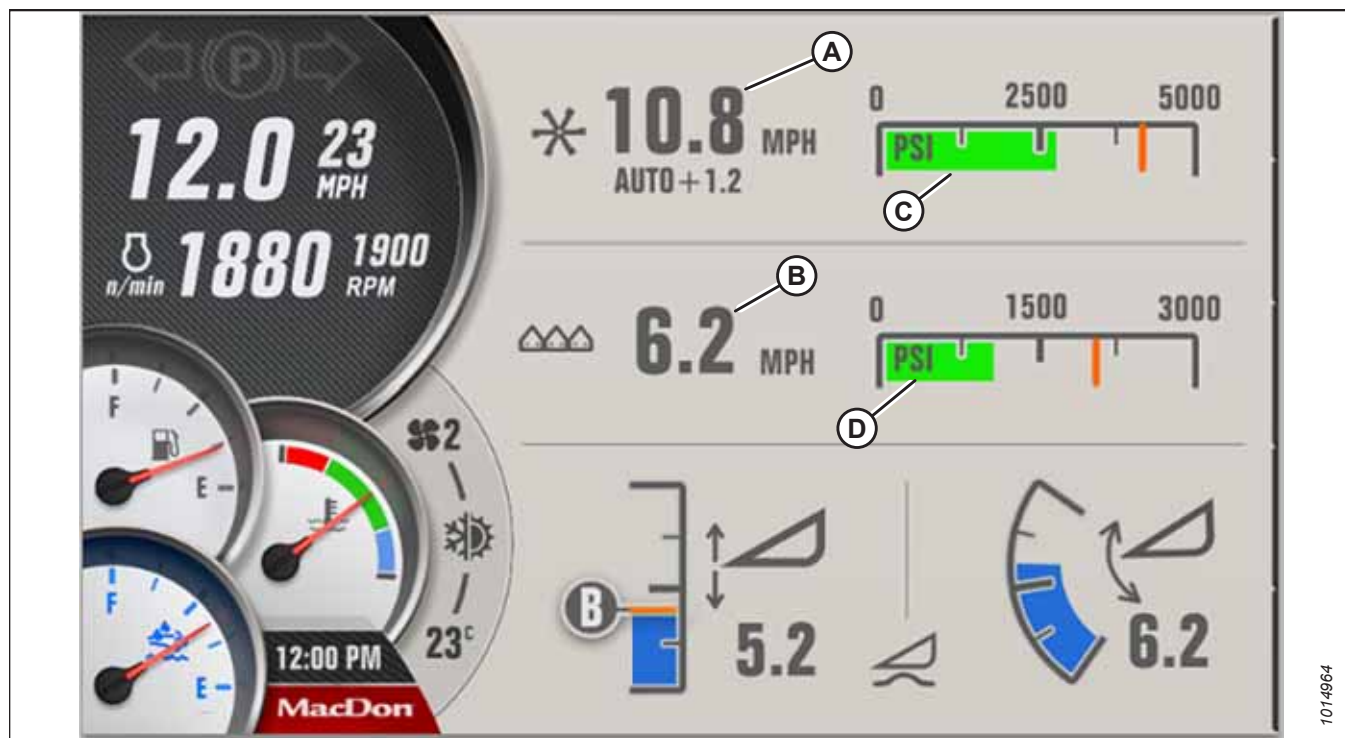 P
12.0 23 MPH
n/min 1880 1900 RPM
F
E
F
E
2
23°C
12:00 PM
MacDon
A
10.8 MPH
AUTO+1.2
0 2500 5000
PSI
C
B
6.2 MPH
0 1500 3000
PSI
D
B
5.2
6.2
1014964